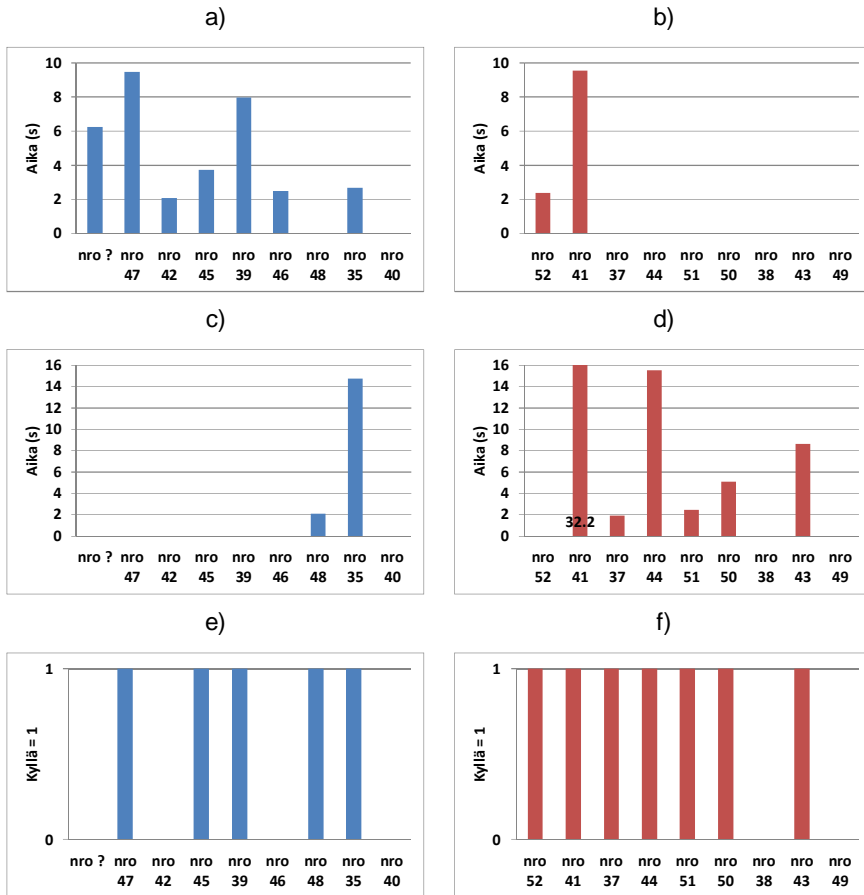 a)
10
8
6
4
2
0
Aika (s)
nro ? nro 47 nro 42 nro 45 nro 39 nro 46 nro 48 nro 35 nro 40
b)
10
8
6
4
2
0
Aika (s)
nro 52 nro 41 nro 37 nro 44 nro 51 nro 50 nro 38 nro 43 nro 49
c)
16
14
12
10
8
6
4
2
0
Aika (s)
nro ? nro 47 nro 42 nro 45 nro 39 nro 46 nro 48 nro 35 nro 40
d)
16
14
12
10
8
6
4
2
0
Aika (s)
32.2
nro 52 nro 41 nro 37 nro 44 nro 51 nro 50 nro 38 nro 43 nro 49
e)
1
0
Kyllä = 1
nro ? nro 47 nro 42 nro 45 nro 39 nro 46 nro 48 nro 35 nro 40
f)
1
0
Kyllä = 1
nro 52 nro 41 nro 37 nro 44 nro 51 nro 50 nro 38 nro 43 nro 49